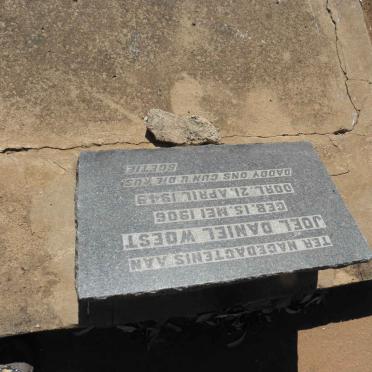 TER NAGEDAGTENIS AAN
JOEL DANIEL WOEST
GEB. 15. MEI 1906
OORL. 21. APRIL 1949
DADDY ONS GUN U DIE RUS.
SOETIE